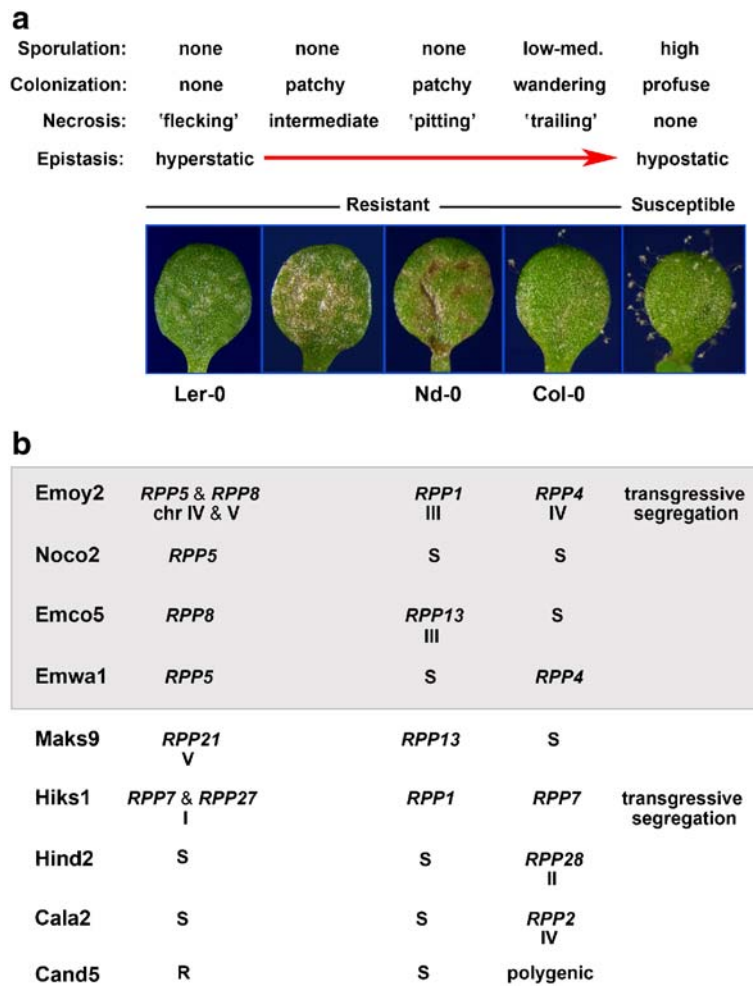 a
Sporulation: none none none low-med. high
Colonization: none patchy patchy wandering profuse
Necrosis: 'flecking' intermediate 'pitting' 'trailing' none
Epistasis: hyperstatic hypostatic
Resistant Susceptible
Ler-0 Nd-0 Col-0
b
Emoy2 RPP5 & RPP8 RPP1 RPP4 transgressive
chr IV & V III IV segregation
Noco2 RPP5 S S
Emco5 RPP8 RPP13 S
III
Emwa1 RPP5 S RPP4
Maks9 RPP21 RPP13 S
V
Hiks1 RPP7 & RPP27 RPP1 RPP7 transgressive
I segregation
Hind2 S S RPP28
II
Cala2 S S RPP2
IV
Cand5 R S polygenic